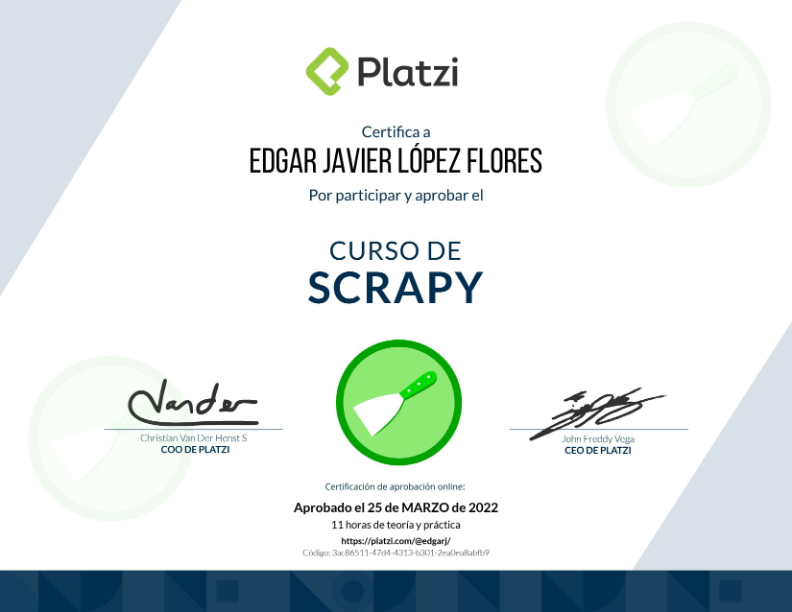 Platzi
Certifica a
EDGAR JAVIER LÓPEZ FLORES
Por participar y aprobar el
CURSO DE
SCRAPY
Christian Van Der Henst S
COO DE PLATZI
John Freddy Vega
CEO DE PLATZI
Certificación de aprobación online:
Aprobado el 25 de MARZO de 2022
11 horas de teoría y práctica
https://platzi.com/@edgarj/
Código: 3ac86511-47d4-4313-b301-2ea0ea8abfb9